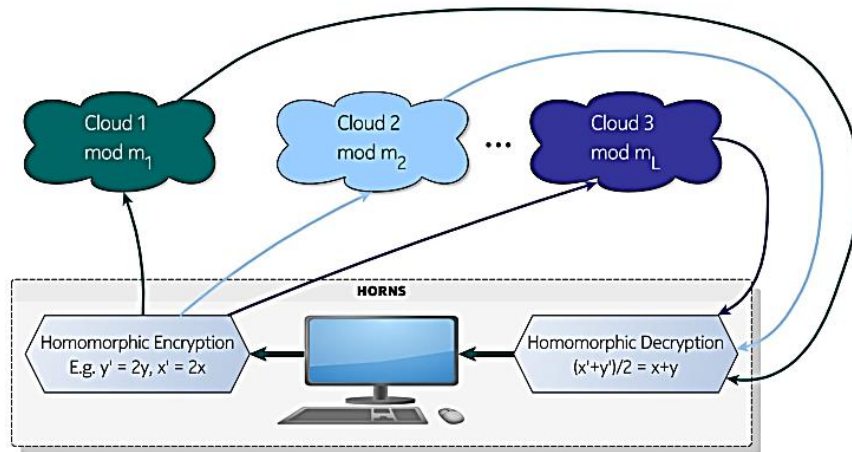 Cloud 1
mod m1
Cloud 2
mod m2
...
Cloud 3
mod mL
HORNS
Homomorphic Encryption
E.g. y' = 2y, x' = 2x
Homomorphic Decryption
(x'+y')/2 = x+y